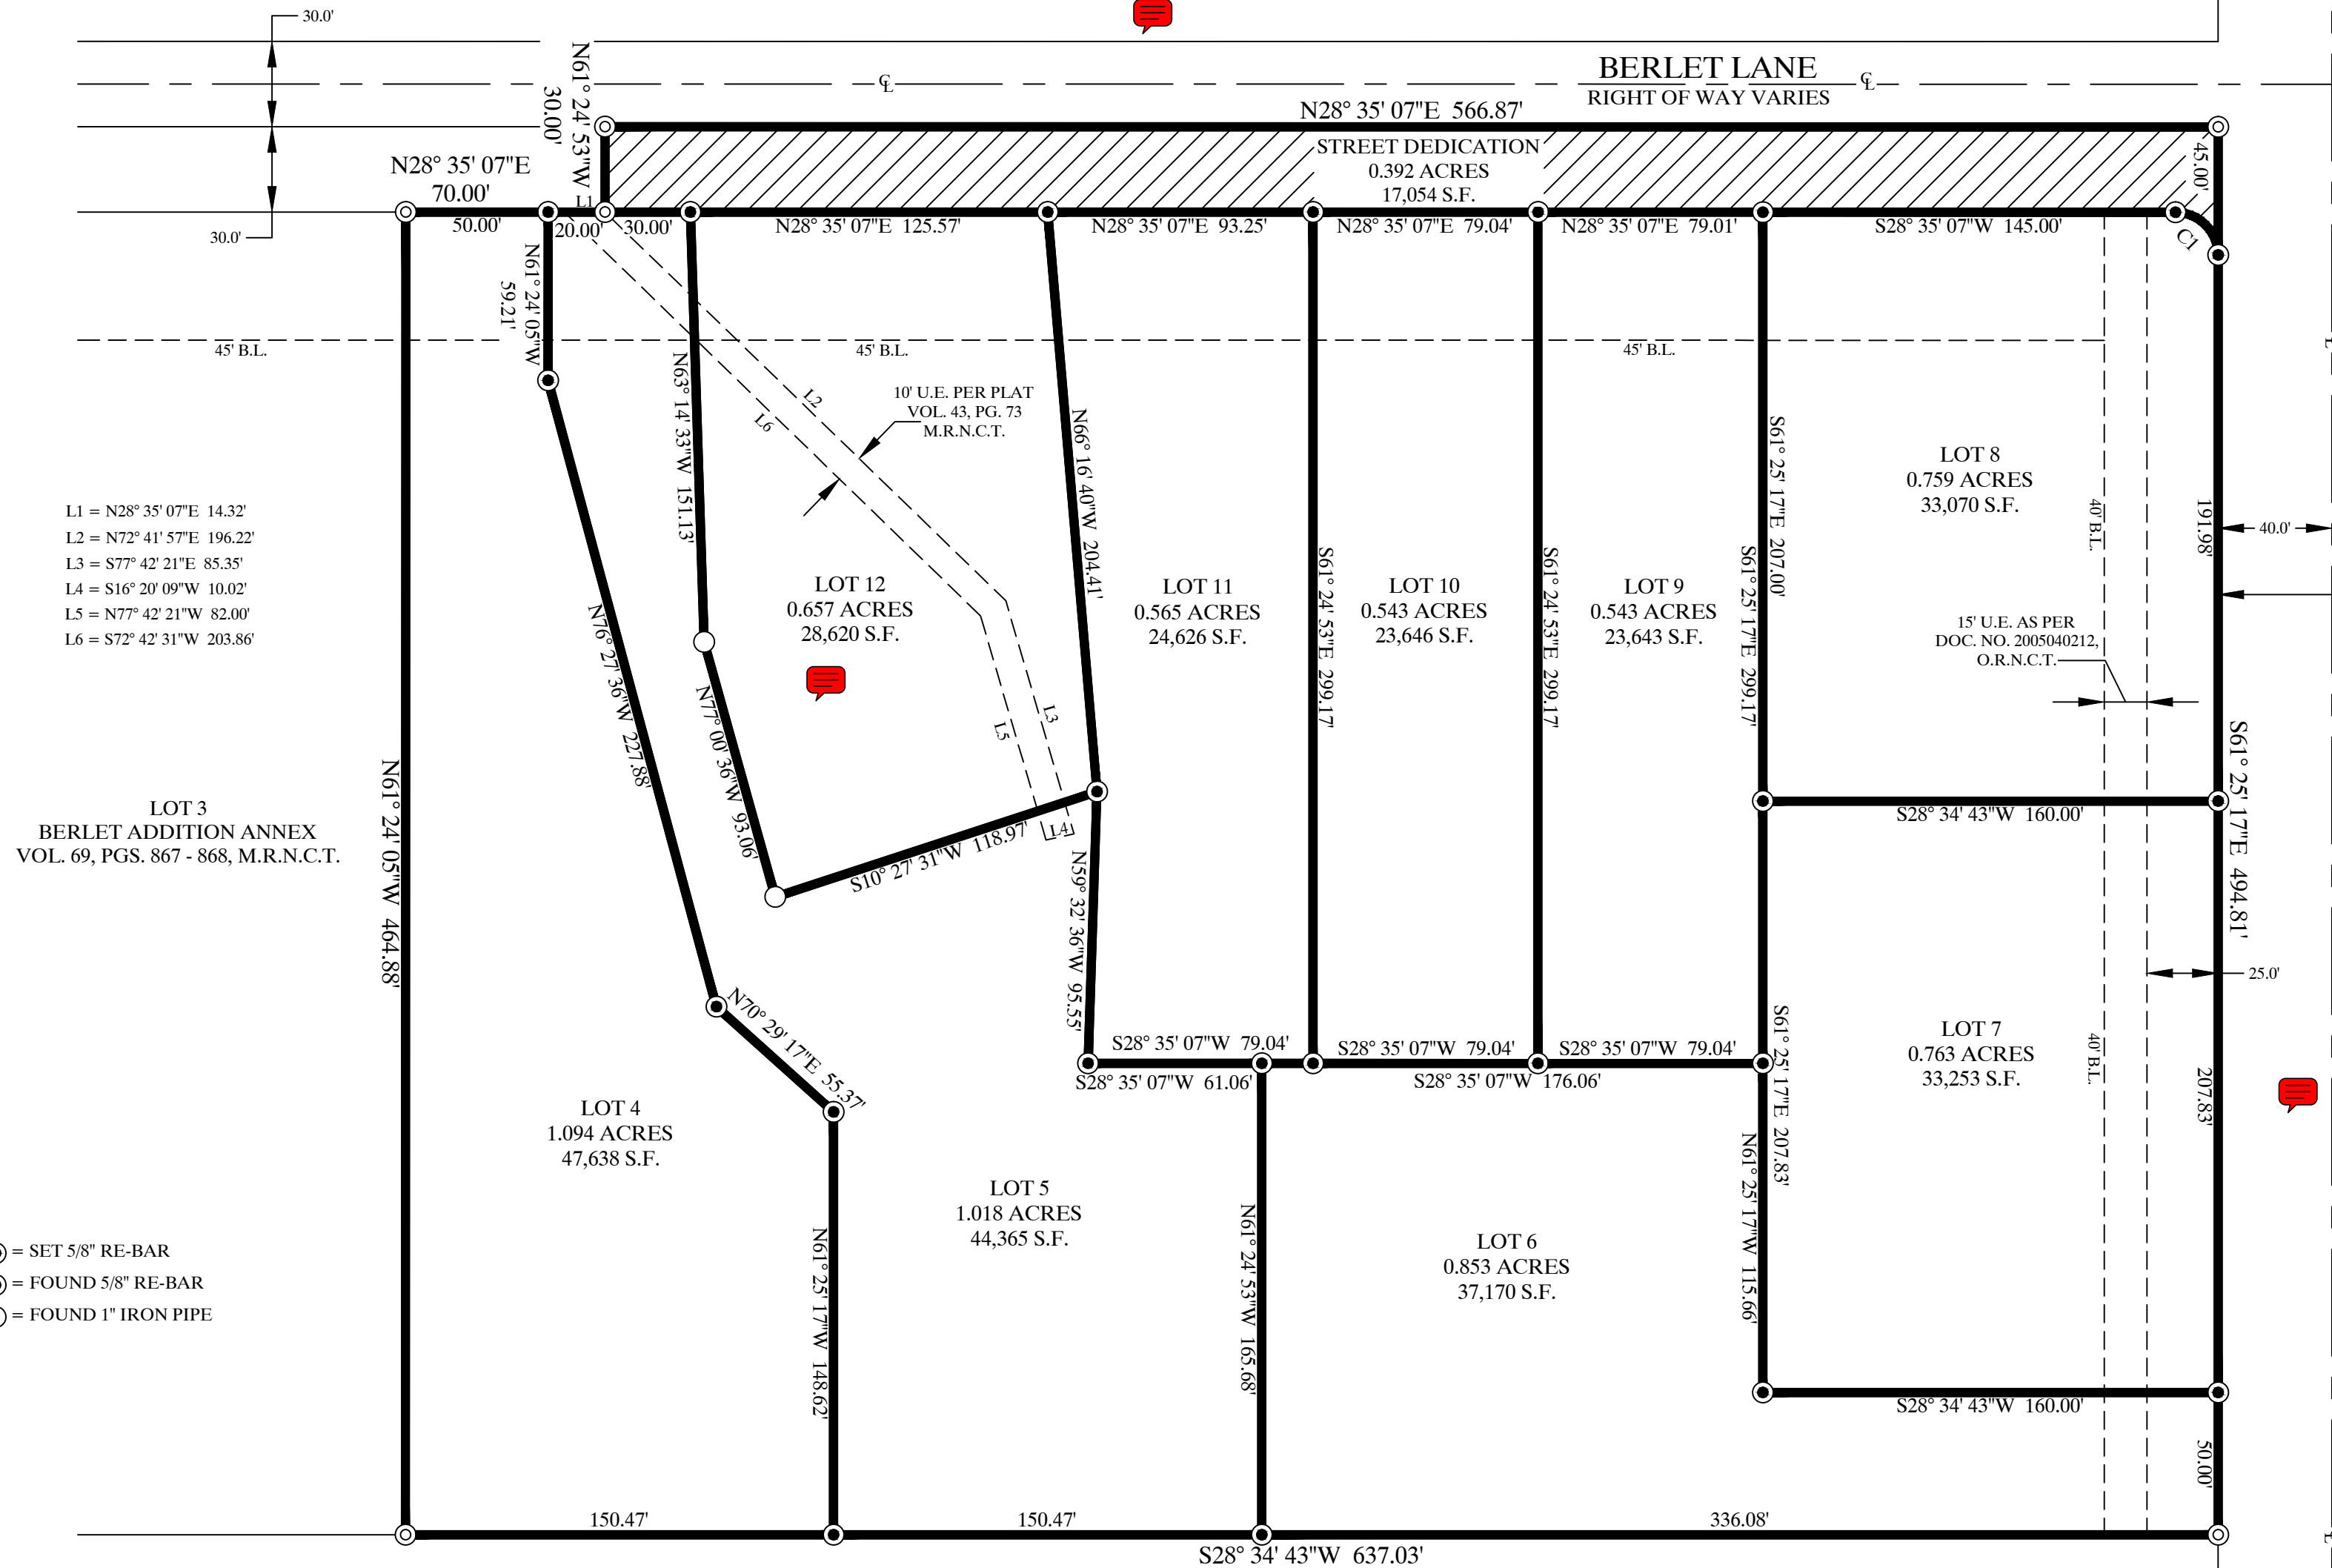 30.0'
BERLET LANE
RIGHT OF WAY VARIES
℄
℄
N61° 24' 53"W
30.00'
N28° 35' 07"E 566.87'
STREET DEDICATION
0.392 ACRES
17,054 S.F.
45.00'
N28° 35' 07"E
70.00'
L1
30.0'
50.00'
20.00'
30.00'
N28° 35' 07"E 125.57'
N28° 35' 07"E 93.25'
N28° 35' 07"E 79.04'
N28° 35' 07"E 79.01'
S28° 35' 07"W 145.00'
C1
N61° 24' 05"W
59.21'
45' B.L.
45' B.L.
45' B.L.
N63° 14' 33"W 151.13'
L2
L6
10' U.E. PER PLAT
VOL. 43, PG. 73
M.R.N.C.T.
N66° 16' 40"W 204.41'
S61° 25' 17"E 207.00'
LOT 8
0.759 ACRES
33,070 S.F.
40' B.L.
191.98'
40.0'
L1 = N28° 35' 07"E 14.32'
L2 = N72° 41' 57"E 196.22'
L3 = S77° 42' 21"E 85.35'
L4 = S16° 20' 09"W 10.02'
L5 = N77° 42' 21"W 82.00'
L6 = S72° 42' 31"W 203.86'
LOT 12
0.657 ACRES
28,620 S.F.
LOT 11
0.565 ACRES
24,626 S.F.
S61° 24' 53"E 299.17'
LOT 10
0.543 ACRES
23,646 S.F.
S61° 24' 53"E 299.17'
LOT 9
0.543 ACRES
23,643 S.F.
S61° 25' 17"E 299.17'
15' U.E. AS PER
DOC. NO. 2005040212,
O.R.N.C.T.
N76° 27' 36"W 227.88'
N77° 00' 36"W 93.06'
L5
L3
L4
S10° 27' 31"W 118.97'
S28° 34' 43"W 160.00'
S61° 25' 17"E 494.81'
LOT 3
BERLET ADDITION ANNEX
VOL. 69, PGS. 867 - 868, M.R.N.C.T.
N61° 24' 05"W 464.88'
N59° 32' 36"W 95.55'
25.0'
N70° 29' 17"E 55.37'
S28° 35' 07"W 79.04'
S28° 35' 07"W 79.04'
S28° 35' 07"W 79.04'
S28° 35' 07"W 61.06'
S28° 35' 07"W 176.06'
S61° 25' 17"E 207.83'
LOT 7
0.763 ACRES
33,253 S.F.
40' B.L.
207.83'
LOT 4
1.094 ACRES
47,638 S.F.
LOT 5
1.018 ACRES
44,365 S.F.
N61° 25' 17"W 148.62'
N61° 24' 53"W 165.68'
LOT 6
0.853 ACRES
37,170 S.F.
N61° 25' 17"W 115.66'
= SET 5/8" RE-BAR
= FOUND 5/8" RE-BAR
= FOUND 1" IRON PIPE
S28° 34' 43"W 160.00'
50.00'
150.47'
150.47'
336.08'
S28° 34' 43"W 637.03'